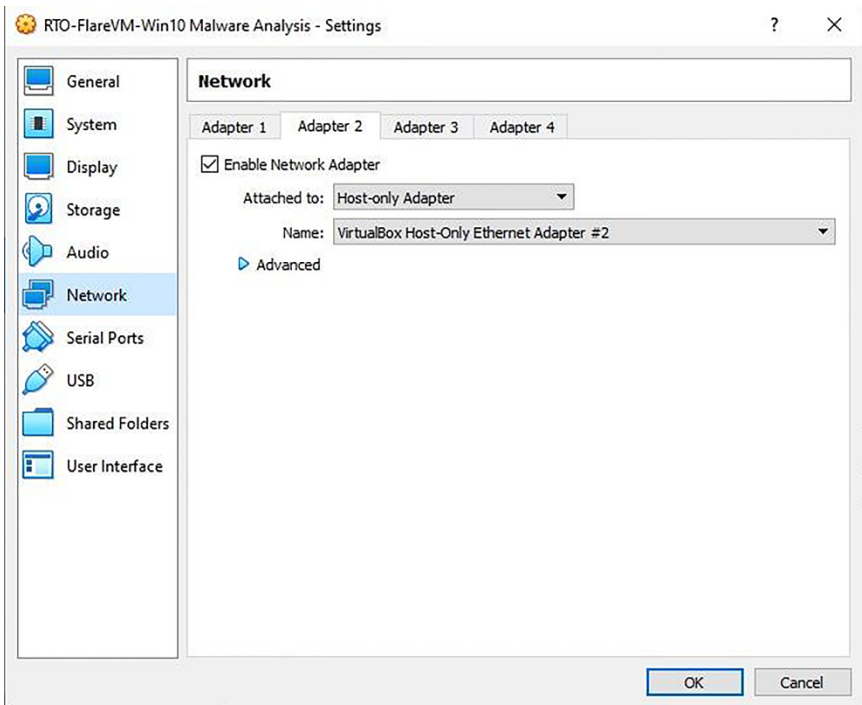 RTO-FlareVM-Win10 Malware Analysis - Settings
?
General
System
Display
Storage
Audio
Network
Serial Ports
USB
Shared Folders
User Interface
Network
Adapter 1 Adapter 2 Adapter 3 Adapter 4
Enable Network Adapter
Attached to: Host-only Adapter
Name: VirtualBox Host-Only Ethernet Adapter #2
Advanced
OK Cancel